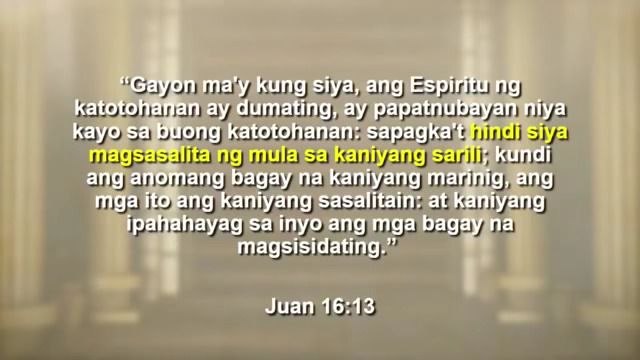 “Gayon ma'y kung siya, ang Espiritu ng
katotohanan ay dumating, ay papatnubayan niya
kayo sa buong katotohanan: sapagka't hindi siya
magsasalita ng mula sa kaniyang sarili; kundi
ang anomang bagay na kaniyang marinig, ang
mga ito ang kaniyang sasalitain: at kaniyang
ipahahayag sa inyo ang mga bagay na
magsisidating.”
Juan 16:13